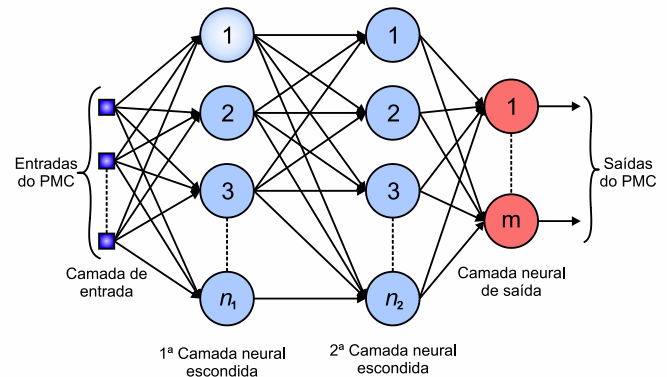 1
1
2
2
1
Entradas
do PMC
Saídas
do PMC
3
3
m
Camada de
entrada
Camada neural
de saída
n1
n2
1ª Camada neural
escondida
2ª Camada neural
escondida